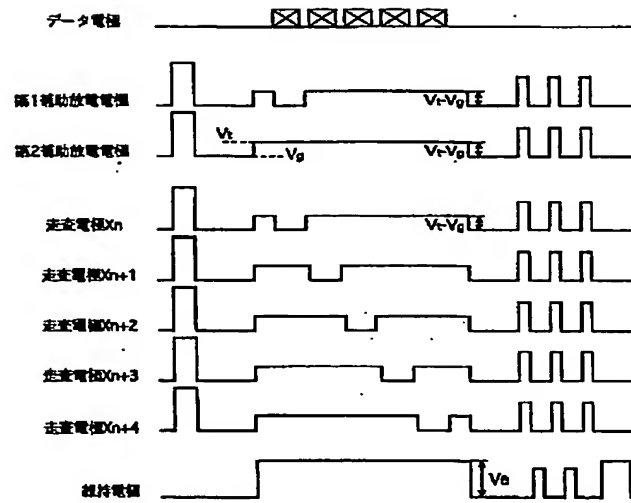 データ電極
第1補助放電電極
Vt-Vg
Vt
第2補助放電電極
Vg
Vt-Vg
走査電極Xn
Vt-Vg
走査電極Xn+1
走査電極Xn+2
走査電極Xn+3
走査電極Xn+4
維持電極